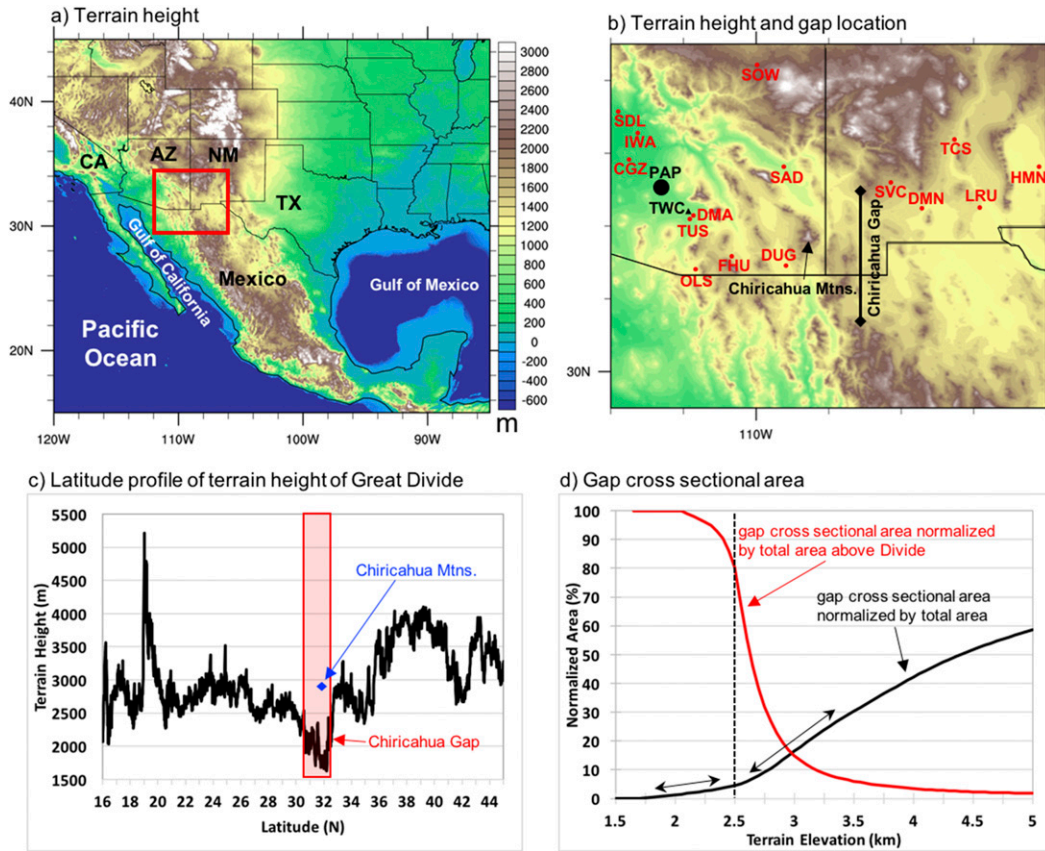 a) Terrain height
40N
30N
20N
120W
110W
100W
90W
CA
AZ
NM
TX
Gulf of California
Mexico
Gulf of Mexico
Pacific
Ocean
3000
2800
2600
2400
2200
2000
1800
1600
1400
1200
1000
800
600
400
200
0
-200
-400
-600
m
b) Terrain height and gap location
SOW
SDL
IWA
CGZ
PAP
TWC
DMA
TUS
SAD
TCS
HMN
SVC
DMN
LRU
FHU
DUG
OLS
Chiricahua Mtns.
Chiricahua Gap
30N
110W
c) Latitude profile of terrain height of Great Divide
5500
5000
4500
4000
3500
3000
2500
2000
1500
Terrain Height (m)
Chiricahua Mtns.
Chiricahua Gap
16 19 22 25 28 30 32 34 36 38 41 44
Latitude (N)
d) Gap cross sectional area
100
90
80
70
60
50
40
30
20
10
0
Normalized Area (%)
gap cross sectional area normalized
by total area above Divide
gap cross sectional area
normalized by total area
1.5 2 2.5 3 3.5 4 4.5 5
Terrain Elevation (km)